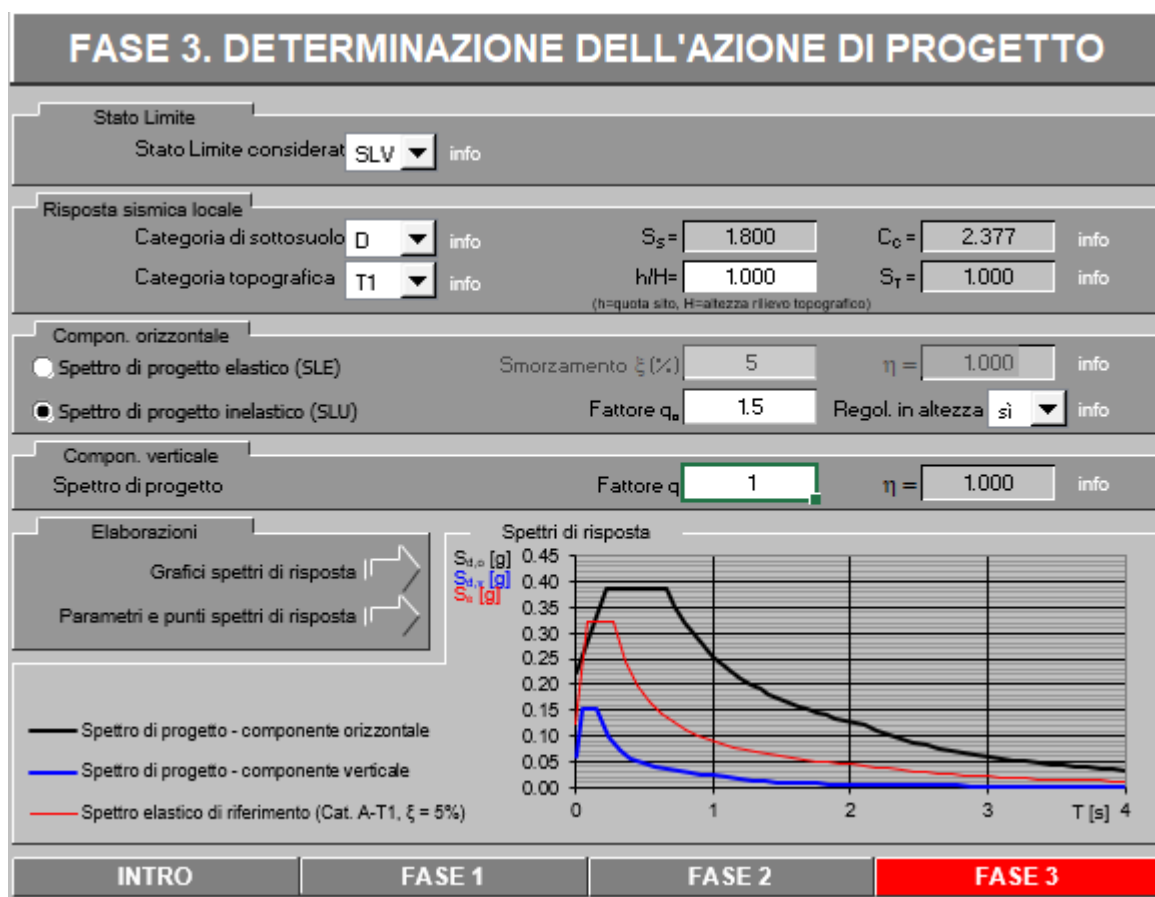 FASE 3. DETERMINAZIONE DELL'AZIONE DI PROGETTO
Stato Limite
Stato Limite considerat SLV info
Risposta sismica locale
Categoria di sottosuolo D info S_S= 1.800 C_C= 2.377 info
Categoria topografica T1 info h/H= 1.000 S_T= 1.000 info
(h=quota sito, H=altezza rilievo topografico)
Compon. orizzontale
Spettro di progetto elastico (SLE) Smorzamento ξ (%) 5 η = 1.000 info
Spettro di progetto inelastico (SLU) Fattore q₀ 1.5 Regol. in altezza sì info
Compon. verticale
Spettro di progetto Fattore q 1 η = 1.000 info
Elaborazioni
Grafici spettri di risposta
Parametri e punti spettri di risposta
Spettri di risposta
S_d,o [g]
S_d,v [g]
S_e [g]
0.45
0.40
0.35
0.30
0.25
0.20
0.15
0.10
0.05
0.00
0 1 2 3 T [s] 4
Spettro di progetto - componente orizzontale
Spettro di progetto - componente verticale
Spettro elastico di riferimento (Cat. A-T1, ξ = 5%)
INTRO FASE 1 FASE 2 FASE 3